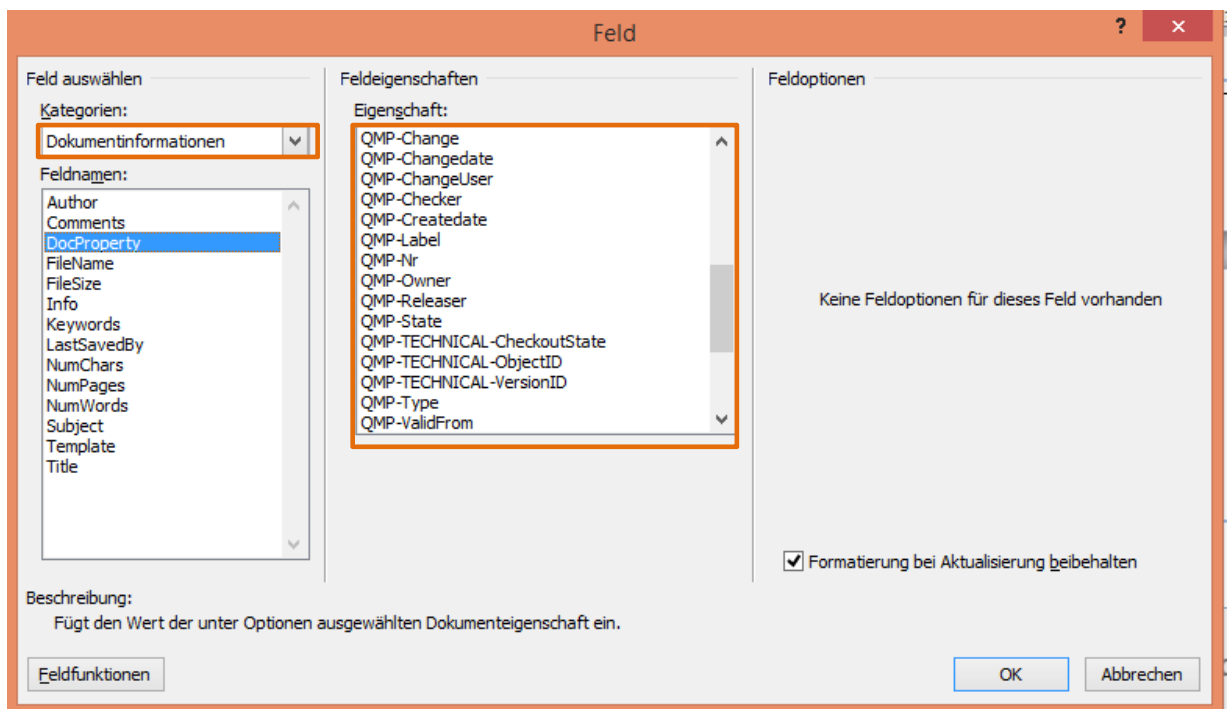 Feld
?
Feld auswählen
Kategorien:
Dokumentinformationen
Feldnamen:
Author
Comments
DocProperty
FileName
FileSize
Info
Keywords
LastSavedBy
NumChars
NumPages
NumWords
Subject
Template
Title
Feldeigenschaften
Eigenschaft:
QMP-Change
QMP-Changedate
QMP-ChangeUser
QMP-Checker
QMP-Createdate
QMP-Label
QMP-Nr
QMP-Owner
QMP-Releaser
QMP-State
QMP-TECHNICAL-CheckoutState
QMP-TECHNICAL-ObjectID
QMP-TECHNICAL-VersionID
QMP-Type
QMP-ValidFrom
Feldoptionen
Keine Feldoptionen für dieses Feld vorhanden
Formatierung bei Aktualisierung beibehalten
Beschreibung:
Fügt den Wert der unter Optionen ausgewählten Dokumenteigenschaft ein.
Feldfunktionen
OK
Abbrechen